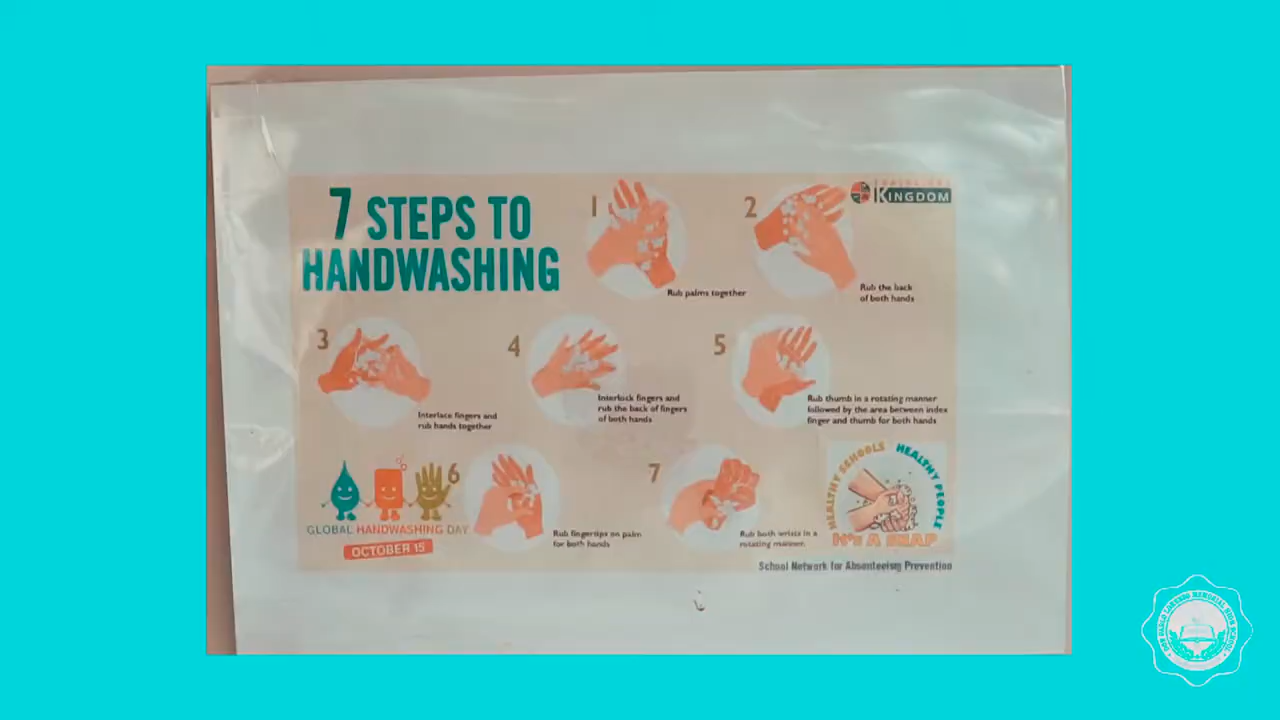 7 STEPS TO
HANDWASHING
KINGDOM
1
Rub palms together
2
Rub the back
of both hands
3
Interlace fingers and
rub hands together
4
Interlock fingers and
rub the back of fingers
of both hands
5
Rub thumb in a rotating manner
followed by the area between index
finger and thumb for both hands
GLOBAL HANDWASHING DAY
OCTOBER 15
6
Rub fingertips on palm
for both hands
7
Rub both wrists in a
rotating manner.
HEALTHY SCHOOLS HEALTHY PEOPLE
IT'S A SNAP
School Network for Absenteeism Prevention